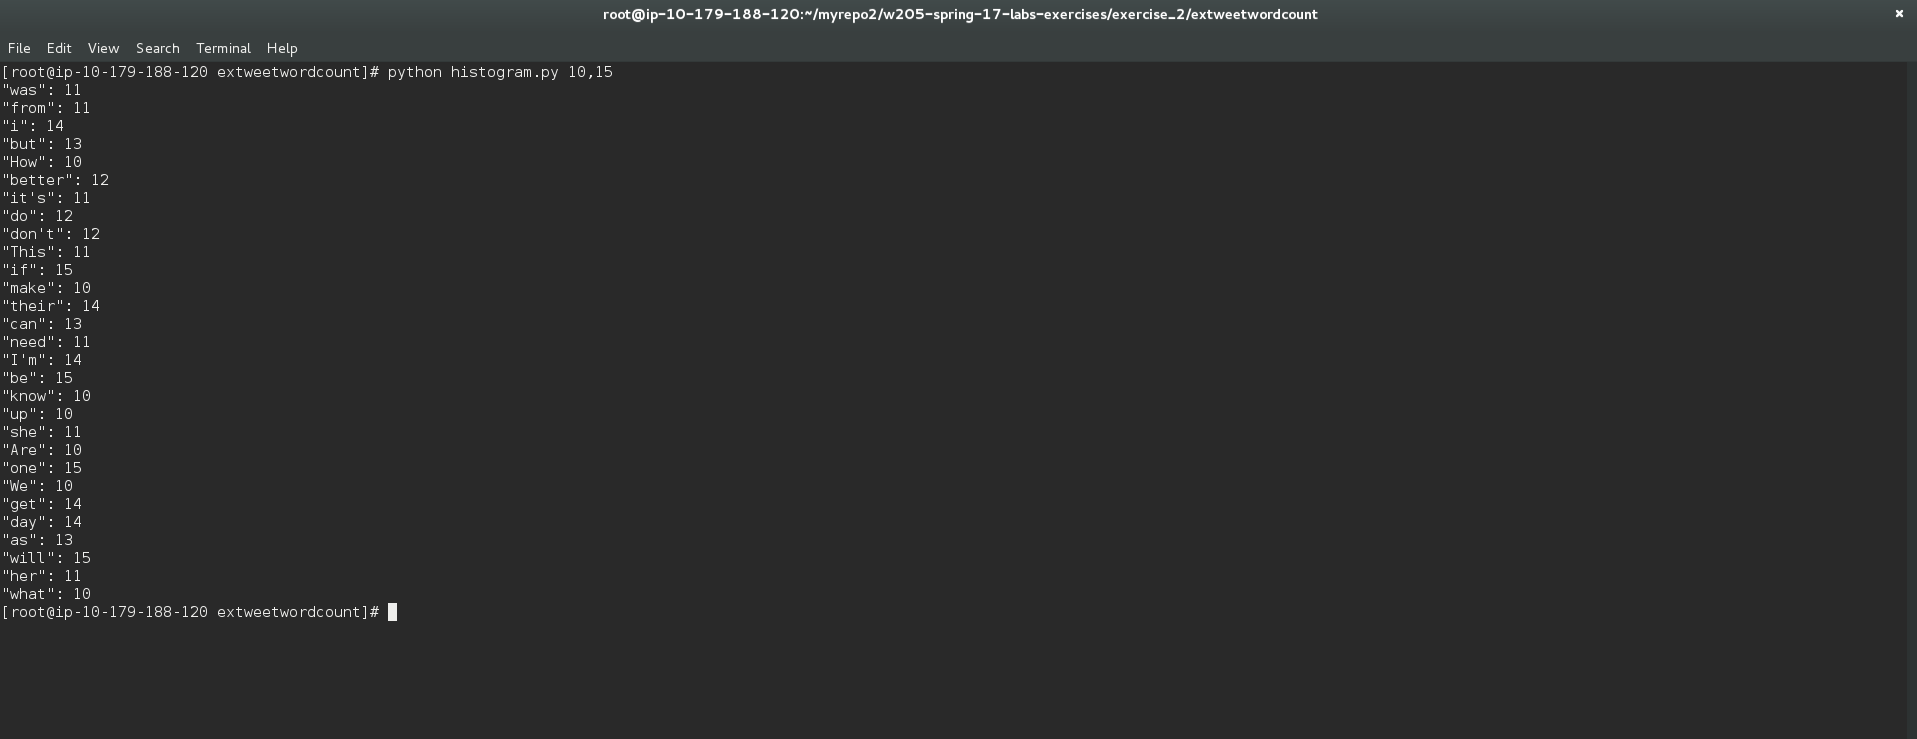 root@ip-10-179-188-120:~/myrepo2/w205-spring-17-labs-exercises/exercise_2/extweetwordcount ×
File Edit View Search Terminal Help
[root@ip-10-179-188-120 extweetwordcount]# python histogram.py 10,15
"was": 11
"from": 11
"i": 14
"but": 13
"How": 10
"better": 12
"it's": 11
"do": 12
"don't": 12
"This": 11
"if": 15
"make": 10
"their": 14
"can": 13
"need": 11
"I'm": 14
"be": 15
"know": 10
"up": 10
"she": 11
"Are": 10
"one": 15
"We": 10
"get": 14
"day": 14
"as": 13
"will": 15
"her": 11
"what": 10
[root@ip-10-179-188-120 extweetwordcount]#